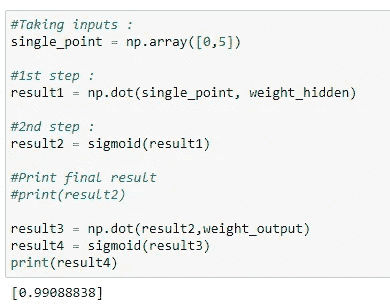 #Taking inputs :
single_point = np.array([0,5])
#1st step :
result1 = np.dot(single_point, weight_hidden)
#2nd step :
result2 = sigmoid(result1)
#Print final result
#print(result2)
result3 = np.dot(result2,weight_output)
result4 = sigmoid(result3)
print(result4)
[0.99088838]